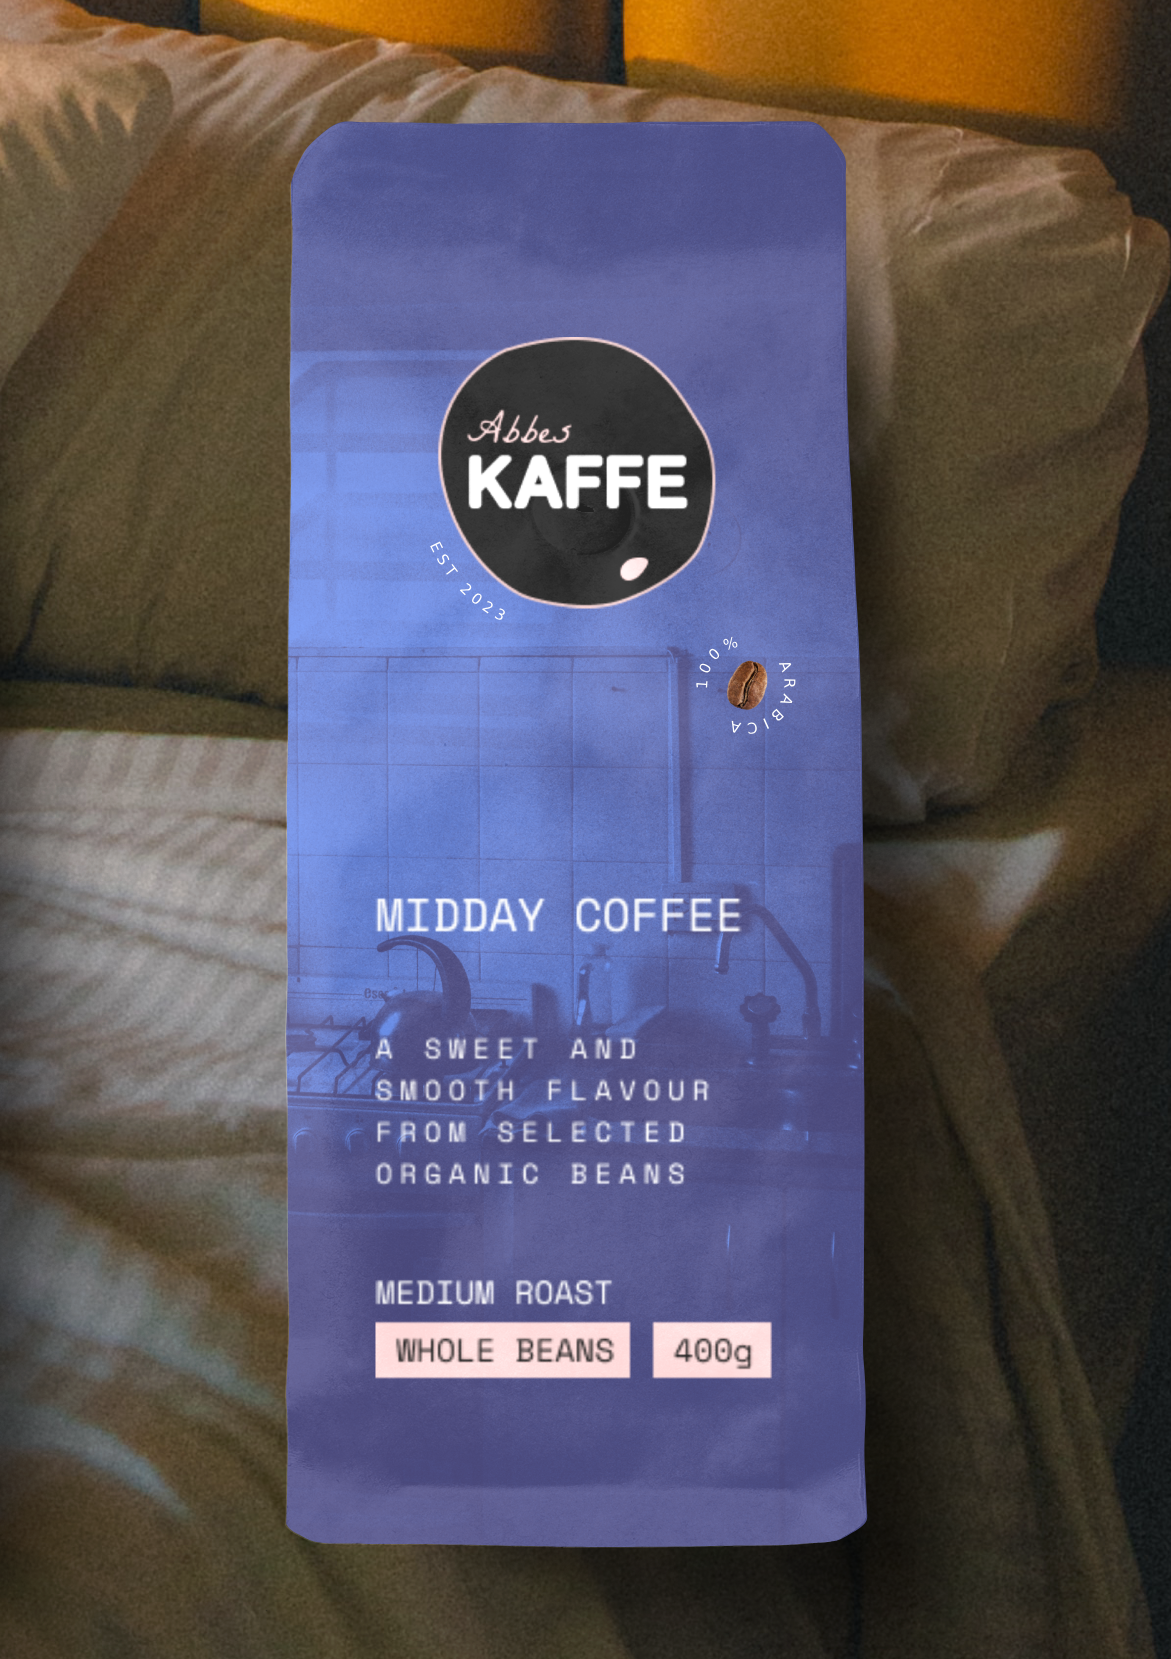 Abbes
KAFFE
EST 2023
100% ARABICA
MIDDAY COFFEE
A SWEET AND
SMOOTH FLAVOUR
FROM SELECTED
ORGANIC BEANS
MEDIUM ROAST
WHOLE BEANS 400g